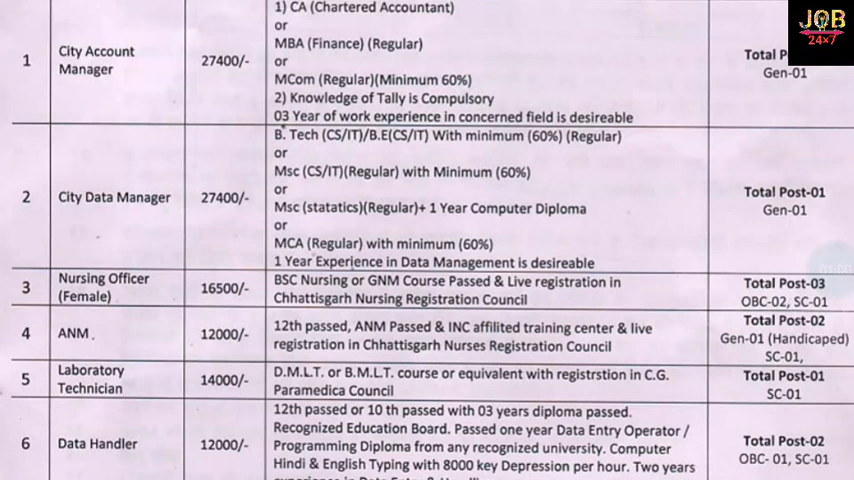 JOB
24×7
1
City Account
Manager
27400/-
1) CA (Chartered Accountant)
or
MBA (Finance) (Regular)
or
MCom (Regular)(Minimum 60%)
2) Knowledge of Tally is Compulsory
03 Year of work experience in concerned field is desireable
Total
Gen-01
2
City Data Manager
27400/-
B. Tech (CS/IT)/B.E(CS/IT) With minimum (60%) (Regular)
or
Msc (CS/IT)(Regular) with Minimum (60%)
or
Msc (statatics)(Regular)+ 1 Year Computer Diploma
or
MCA (Regular) with minimum (60%)
1 Year Experience in Data Management is desireable
Total Post-01
Gen-01
3
Nursing Officer
(Female)
16500/-
BSC Nursing or GNM Course Passed & Live registration in
Chhattisgarh Nursing Registration Council
Total Post-03
OBC-02, SC-01
4
ANM.
12000/-
12th passed, ANM Passed & INC affilited training center & live
registration in Chhattisgarh Nurses Registration Council
Total Post-02
Gen-01 (Handicaped)
SC-01,
5
Laboratory
Technician
14000/-
D.M.L.T. or B.M.L.T. course or equivalent with registrstion in C.G.
Paramedica Council
Total Post-01
SC-01
6
Data Handler
12000/-
12th passed or 10 th passed with 03 years diploma passed.
Recognized Education Board. Passed one year Data Entry Operator /
Programming Diploma from any recognized university. Computer
Hindi & English Typing with 8000 key Depression per hour. Two years
Total Post-02
OBC- 01, SC-01